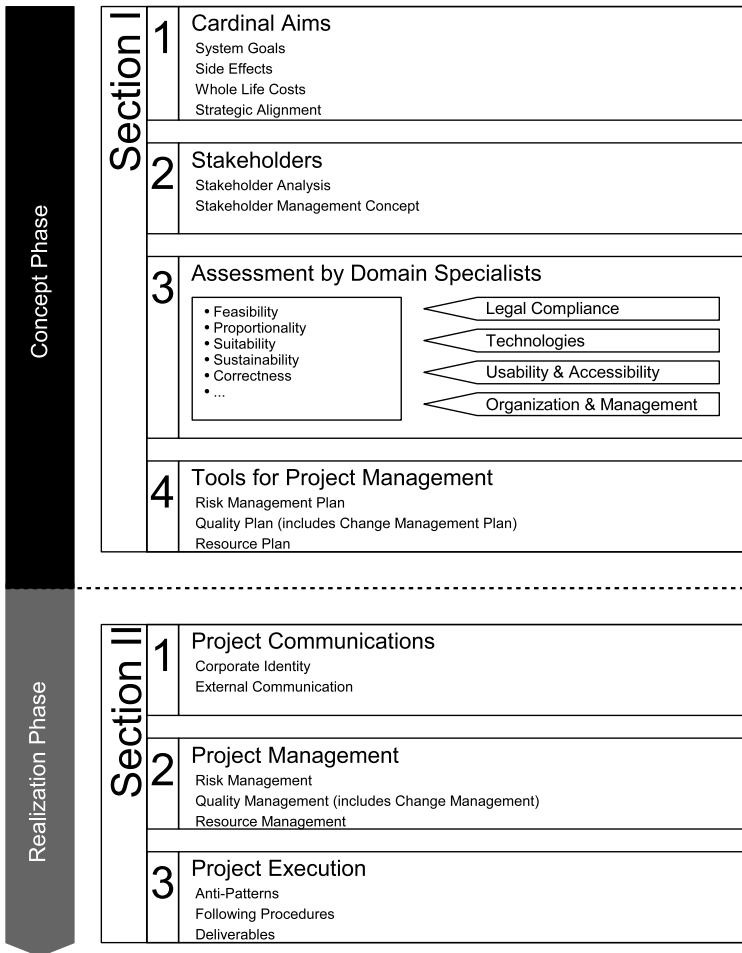 Concept Phase
Section I
1
Cardinal Aims
System Goals
Side Effects
Whole Life Costs
Strategic Alignment
2
Stakeholders
Stakeholder Analysis
Stakeholder Management Concept
3
Assessment by Domain Specialists
• Feasibility
• Proportionality
• Suitability
• Sustainability
• Correctness
• ...
Legal Compliance
Technologies
Usability & Accessibility
Organization & Management
4
Tools for Project Management
Risk Management Plan
Quality Plan (includes Change Management Plan)
Resource Plan
Realization Phase
Section II
1
Project Communications
Corporate Identity
External Communication
2
Project Management
Risk Management
Quality Management (includes Change Management)
Resource Management
3
Project Execution
Anti-Patterns
Following Procedures
Deliverables